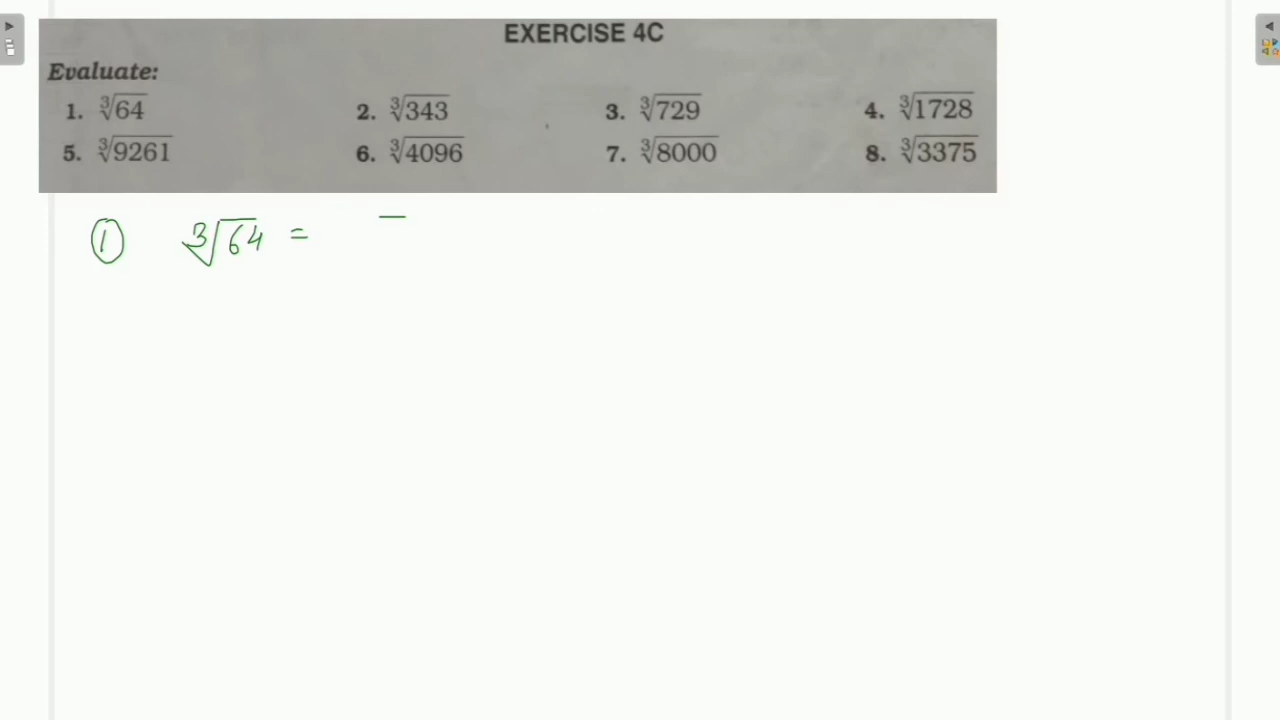 EXERCISE 4C
Evaluate:
1. ∛64 2. ∛343 3. ∛729 4. ∛1728
5. ∛9261 6. ∛4096 7. ∛8000 8. ∛3375
① ∛64 =